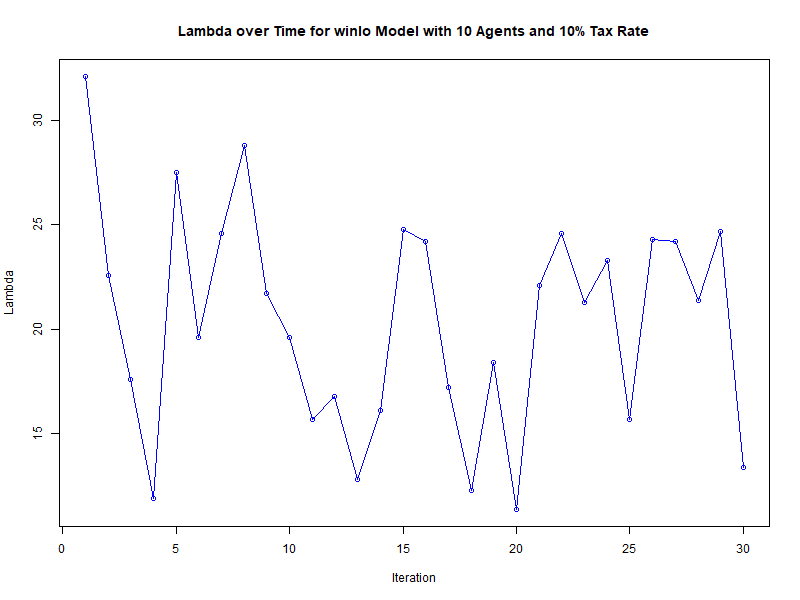 Lambda over Time for winlo Model with 10 Agents and 10% Tax Rate
30
25
20
15
Lambda
0 5 10 15 20 25 30
Iteration